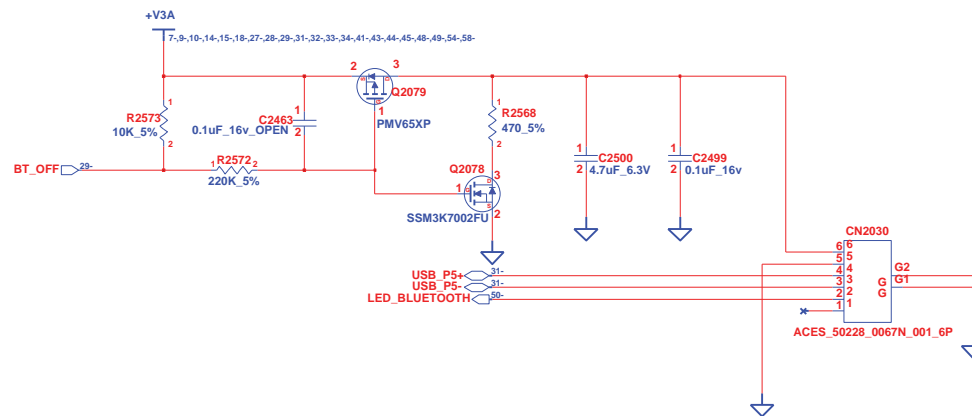 +V3A
7-,9-,10-,14-,15-,18-,27-,28-,29-,31-,32-,33-,34-,41-,43-,44-,45-,48-,49-,54-,58-
2
3
S
D
G
Q2079
1
PMV65XP
1
R2573
10K_5%
2
1
C2463
0.1uF_16v_OPEN
2
1
R2568
470_5%
2
BT_OFF
29-
1
R2572
2
220K_5%
Q2078
3
1
G
D
S
2
SSM3K7002FU
1
C2500
2
4.7uF_6.3V
1
C2499
2
0.1uF_16v
CN2030
6 6
5 5
4 4
3 3
2 2
1 1
G G2
G G1
USB_P5+ 31-
USB_P5- 31-
LED_BLUETOOTH 50-
ACES_50228_0067N_001_6P